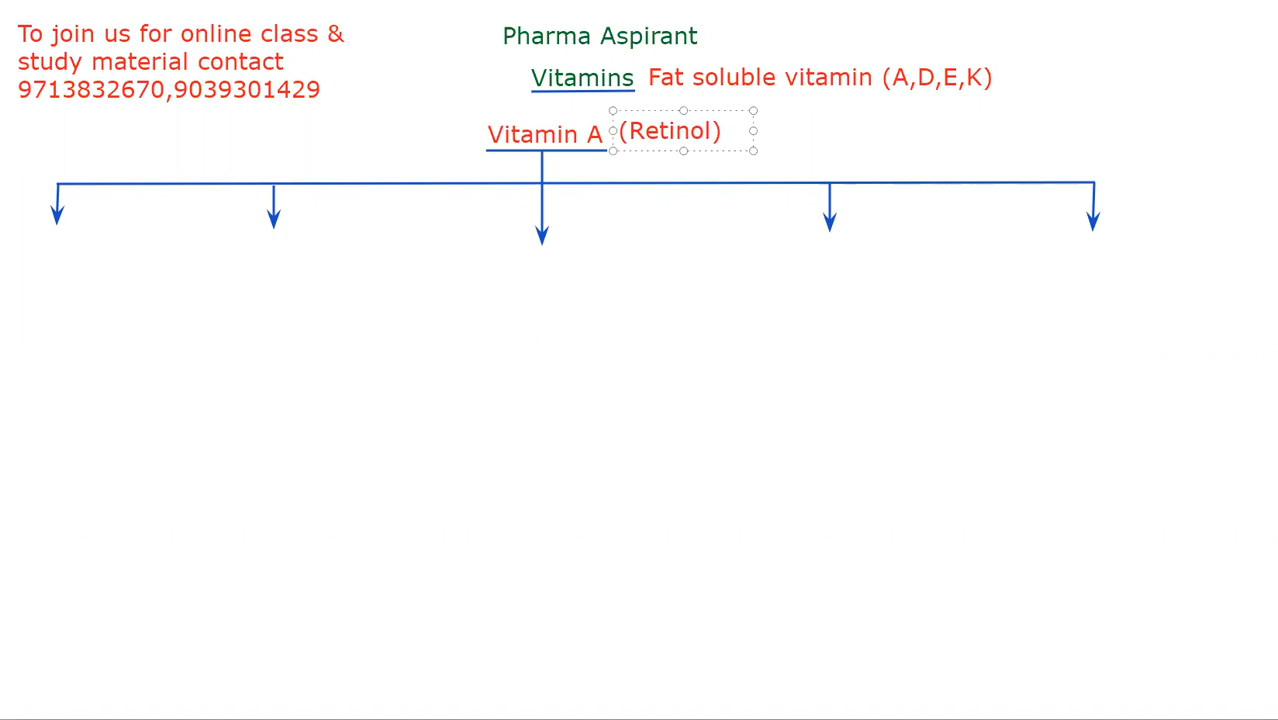 To join us for online class &
study material contact
9713832670,9039301429
Pharma Aspirant
Vitamins Fat soluble vitamin (A,D,E,K)
Vitamin A (Retinol)